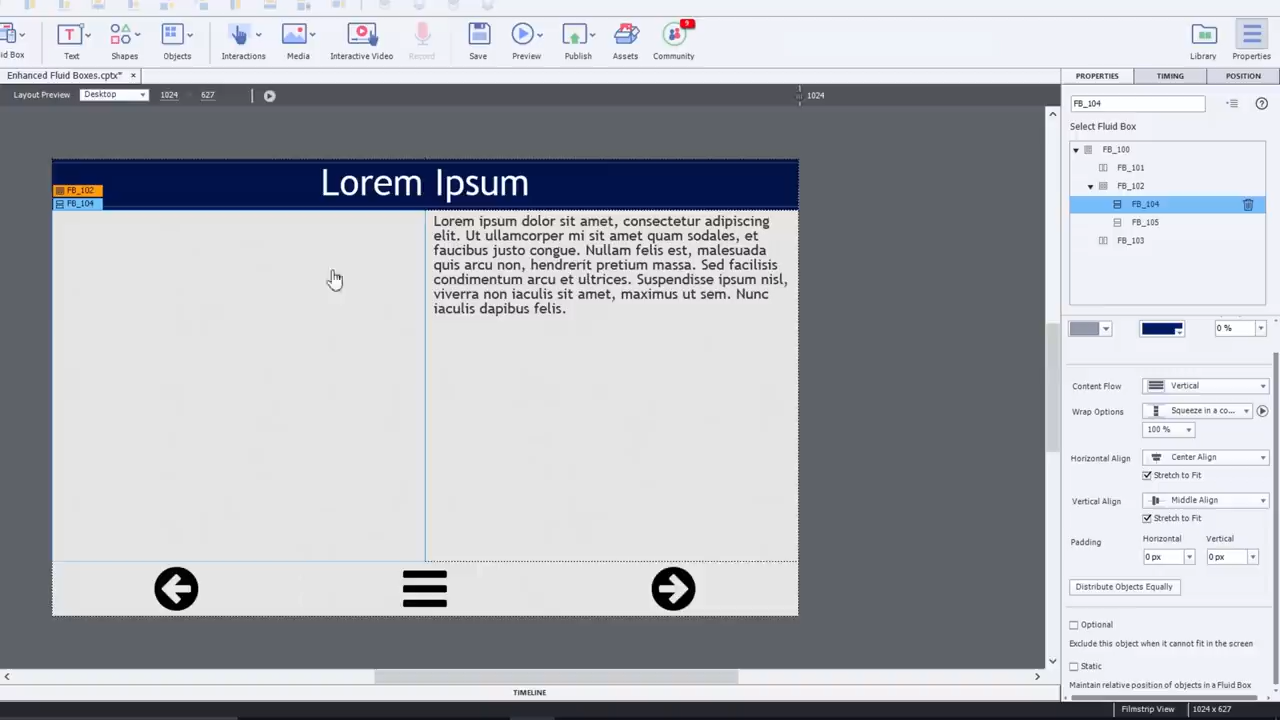 id Box
Text
Shapes
Objects
Interactions
Media
Interactive Video
Record
Save
Preview
Publish
Assets
9
Community
Library
Properties
Enhanced Fluid Boxes.cptx*
Layout Preview
Desktop
1024
627
1024
PROPERTIES
TIMING
POSITION
FB_104
Select Fluid Box
FB_100
FB_101
FB_102
FB_104
FB_105
FB_103
0 %
Content Flow
Vertical
Wrap Options
Squeeze in a co...
100 %
Horizontal Align
Center Align
Stretch to Fit
Vertical Align
Middle Align
Stretch to Fit
Padding
Horizontal
Vertical
0 px
0 px
Distribute Objects Equally
Optional
Exclude this object when it cannot fit in the screen
Static
Maintain relative position of objects in a Fluid Box
Lorem Ipsum
FB_102
FB_104
Lorem ipsum dolor sit amet, consectetur adipiscing
elit. Ut ullamcorper mi sit amet quam sodales, et
faucibus justo congue. Nullam felis est, malesuada
quis arcu non, hendrerit pretium massa. Sed facilisis
condimentum arcu et ultrices. Suspendisse ipsum nisl,
viverra non iaculis sit amet, maximus ut sem. Nunc
iaculis dapibus felis.
TIMELINE
Filmstrip View
1024 x 627